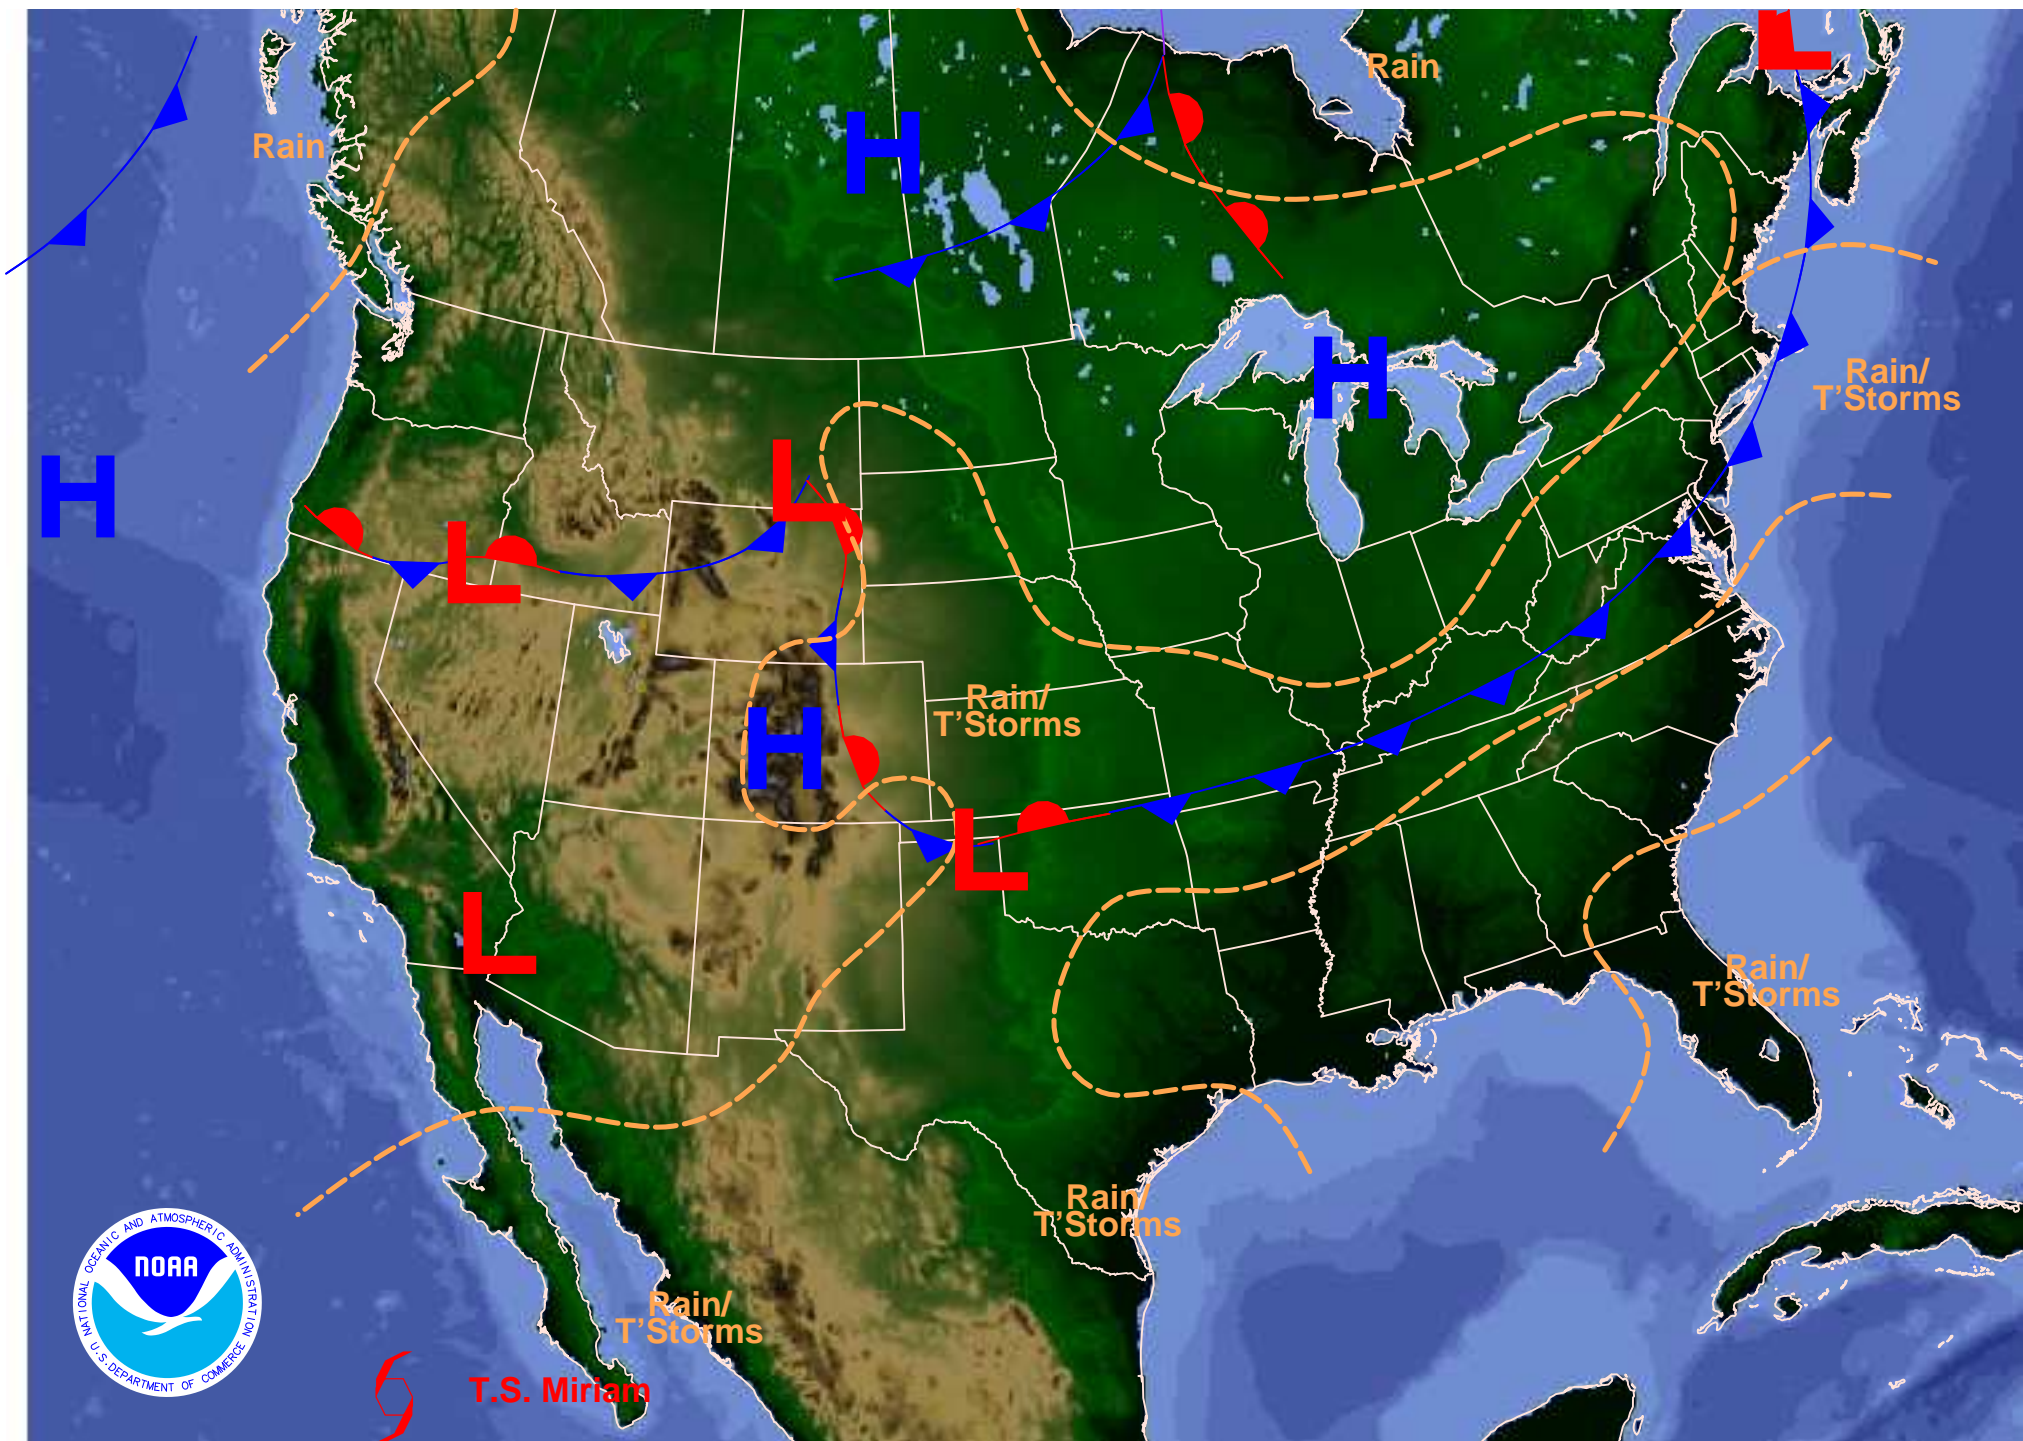 L
Rain
H
Rain
H
Rain/
T'Storms
L
H
L
Rain/
T'Storms
H
L
L
Rain/
T'Storms
Rain/
T'Storms
NATIONAL OCEANIC AND ATMOSPHERIC ADMINISTRATION
NOAA
U.S. DEPARTMENT OF COMMERCE
Rain/
T'Storms
T.S. Miriam